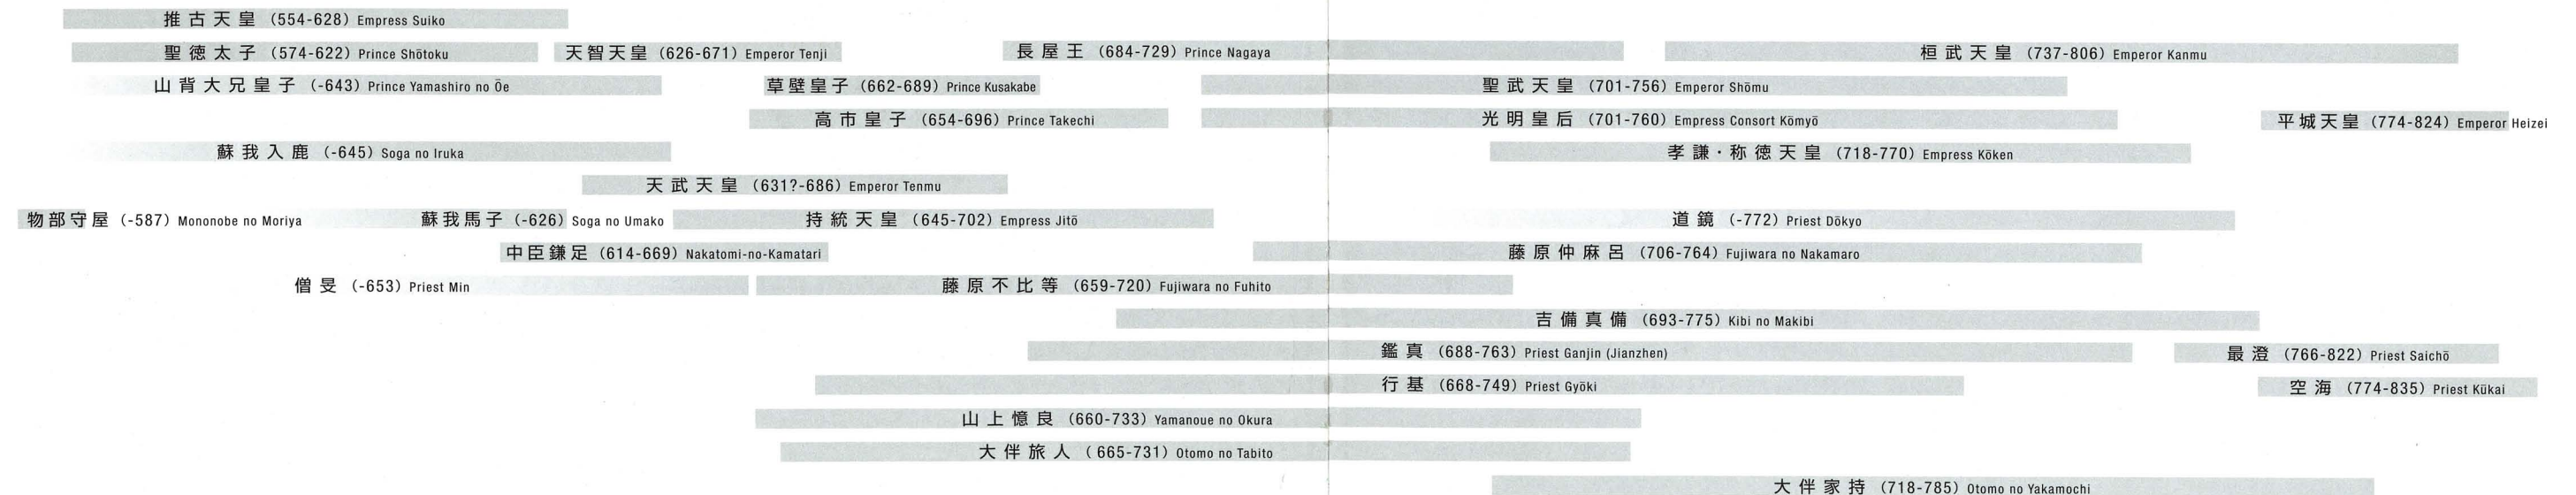 推古天皇 (554-628) Empress Suiko
聖徳太子 (574-622) Prince Shōtoku 天智天皇 (626-671) Emperor Tenji 長屋王 (684-729) Prince Nagaya 桓武天皇 (737-806) Emperor Kanmu
山背大兄皇子 (-643) Prince Yamashiro no Ōe 草壁皇子 (662-689) Prince Kusakabe 聖武天皇 (701-756) Emperor Shōmu
高市皇子 (654-696) Prince Takechi 光明皇后 (701-760) Empress Consort Kōmyō 平城天皇 (774-824) Emperor Heizei
蘇我入鹿 (-645) Soga no Iruka 孝謙・称徳天皇 (718-770) Empress Kōken
天武天皇 (631?-686) Emperor Tenmu
物部守屋 (-587) Mononobe no Moriya 蘇我馬子 (-626) Soga no Umako 持統天皇 (645-702) Empress Jitō 道鏡 (-772) Priest Dōkyo
中臣鎌足 (614-669) Nakatomi-no-Kamatari 藤原仲麻呂 (706-764) Fujiwara no Nakamaro
僧旻 (-653) Priest Min 藤原不比等 (659-720) Fujiwara no Fuhito
吉備真備 (693-775) Kibi no Makibi
鑑真 (688-763) Priest Ganjin (Jianzhen) 最澄 (766-822) Priest Saichō
行基 (668-749) Priest Gyōki 空海 (774-835) Priest Kūkai
山上憶良 (660-733) Yamanoue no Okura
大伴旅人 (665-731) Otomo no Tabito
大伴家持 (718-785) Otomo no Yakamochi